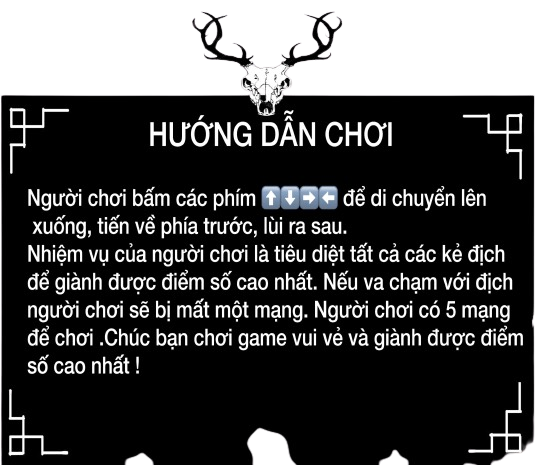 HƯỚNG DẪN CHƠI
Người chơi bấm các phím ⬆️⬇️➡️⬅️ để di chuyển lên
xuống, tiến về phía trước, lùi ra sau.
Nhiệm vụ của người chơi là tiêu diệt tất cả các kẻ địch
để giành được điểm số cao nhất. Nếu va chạm với địch
người chơi sẽ bị mất một mạng. Người chơi có 5 mạng
để chơi .Chúc bạn chơi game vui vẻ và giành được điểm
số cao nhất !